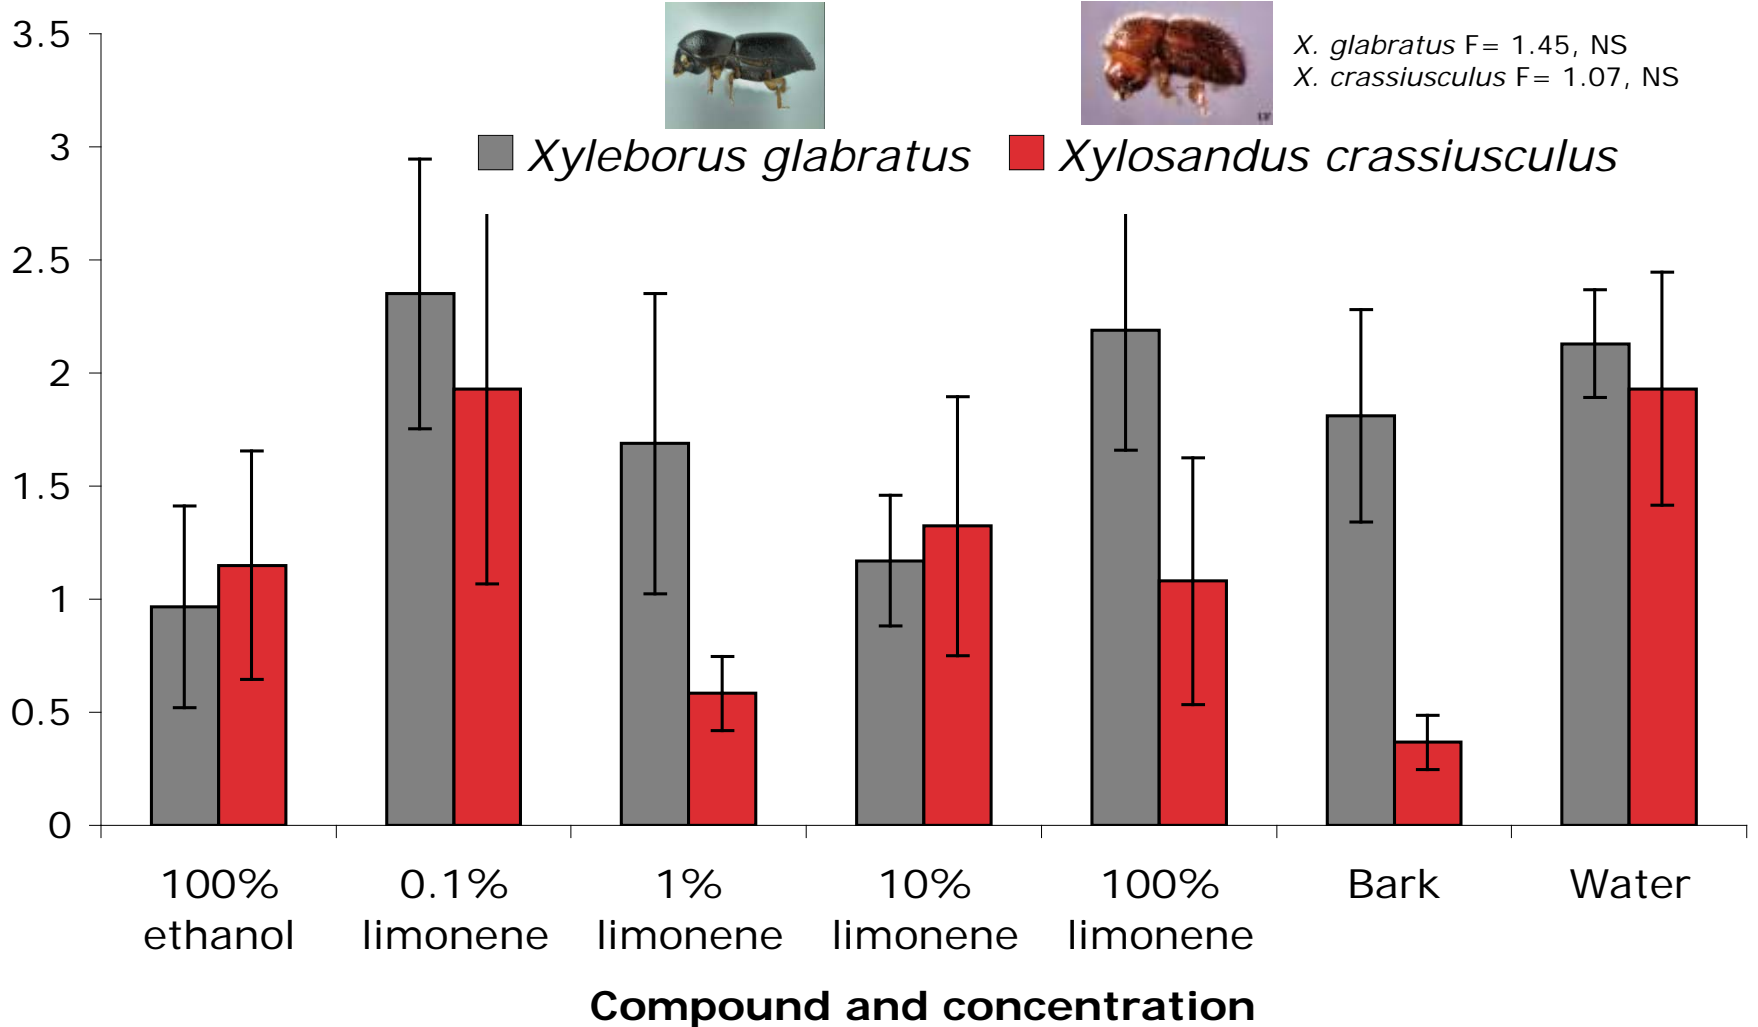 X. glabratus F= 1.45, NS
X. crassiusculus F= 1.07, NS
Xyleborus glabratus
Xylosandus crassiusculus
3.5
3
2.5
2
1.5
1
0.5
0
100%
ethanol
0.1%
limonene
1%
limonene
10%
limonene
100%
limonene
Bark
Water
Compound and concentration